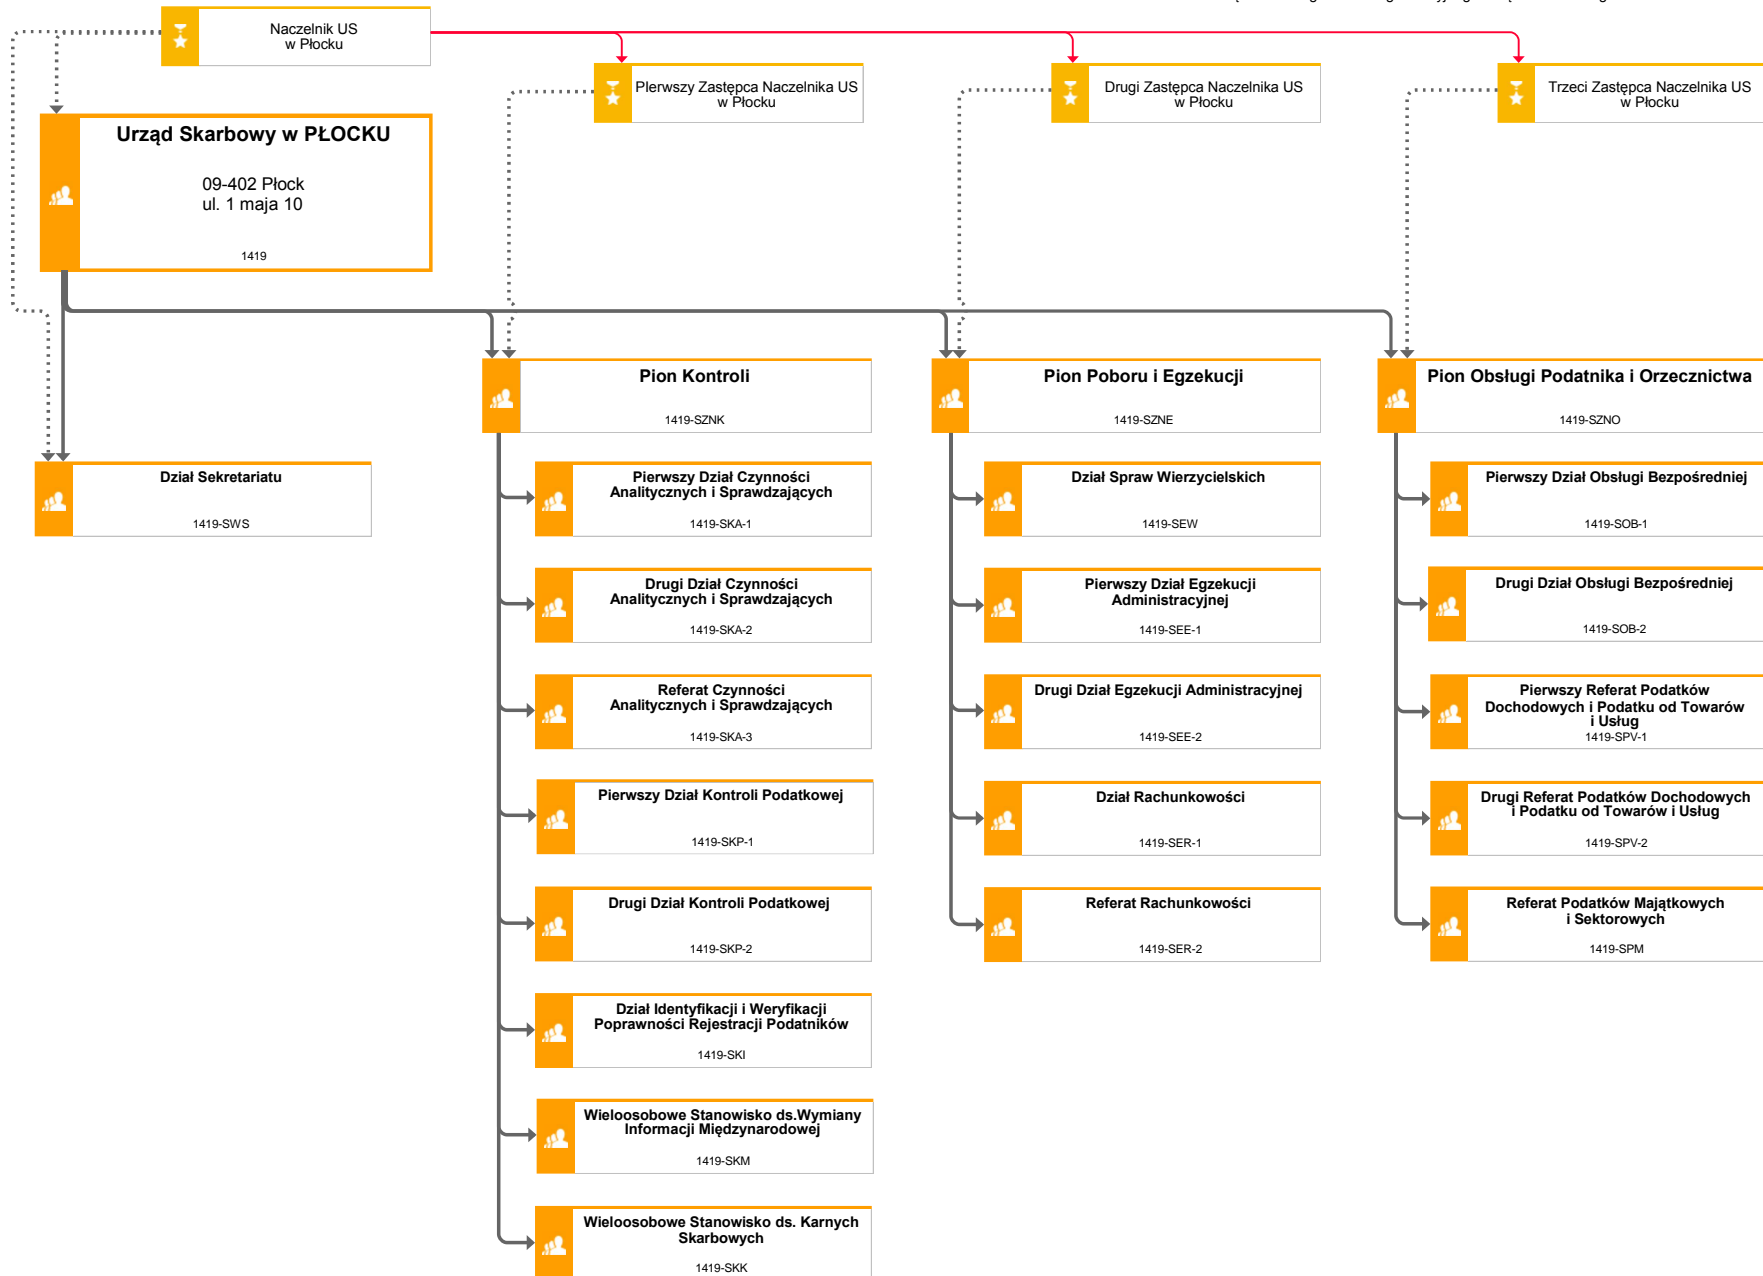 Naczelnik US
w Płocku
PIerwszy Zastępca Naczelnika US
w Płocku
Drugi Zastępca Naczelnika US
w Płocku
Trzeci Zastępca Naczelnika US
w Płocku
Urząd Skarbowy w PŁOCKU
09-402 Płock
ul. 1 maja 10
1419
Pion Kontroli
1419-SZNK
Pion Poboru i Egzekucji
1419-SZNE
Pion Obsługi Podatnika i Orzecznictwa
1419-SZNO
Dział Sekretariatu
1419-SWS
Pierwszy Dział Czynności
Analitycznych i Sprawdzających
1419-SKA-1
Drugi Dział Czynności
Analitycznych i Sprawdzających
1419-SKA-2
Referat Czynności
Analitycznych i Sprawdzających
1419-SKA-3
Pierwszy Dział Kontroli Podatkowej
1419-SKP-1
Drugi Dział Kontroli Podatkowej
1419-SKP-2
Dział Identyfikacji i Weryfikacji
Poprawności Rejestracji Podatników
1419-SKI
Wieloosobowe Stanowisko ds.Wymiany
Informacji Międzynarodowej
1419-SKM
Wieloosobowe Stanowisko ds. Karnych
Skarbowych
1419-SKK
Dział Spraw Wierzycielskich
1419-SEW
Pierwszy Dział Egzekucji
Administracyjnej
1419-SEE-1
Drugi Dział Egzekucji Administracyjnej
1419-SEE-2
Dział Rachunkowości
1419-SER-1
Referat Rachunkowości
1419-SER-2
Pierwszy Dział Obsługi Bezpośredniej
1419-SOB-1
Drugi Dział Obsługi Bezpośredniej
1419-SOB-2
Pierwszy Referat Podatków
Dochodowych i Podatku od Towarów
i Usług
1419-SPV-1
Drugi Referat Podatków Dochodowych
i Podatku od Towarów i Usług
1419-SPV-2
Referat Podatków Majątkowych
i Sektorowych
1419-SPM